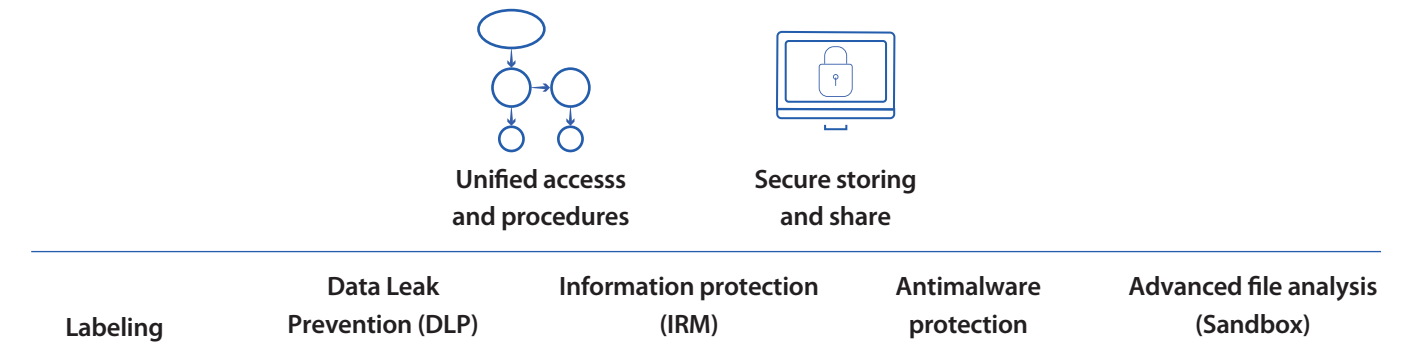 Unified accesss
and procedures
Secure storing
and share
Labeling
Data Leak
Prevention (DLP)
Information protection
(IRM)
Antimalware
protection
Advanced file analysis
(Sandbox)